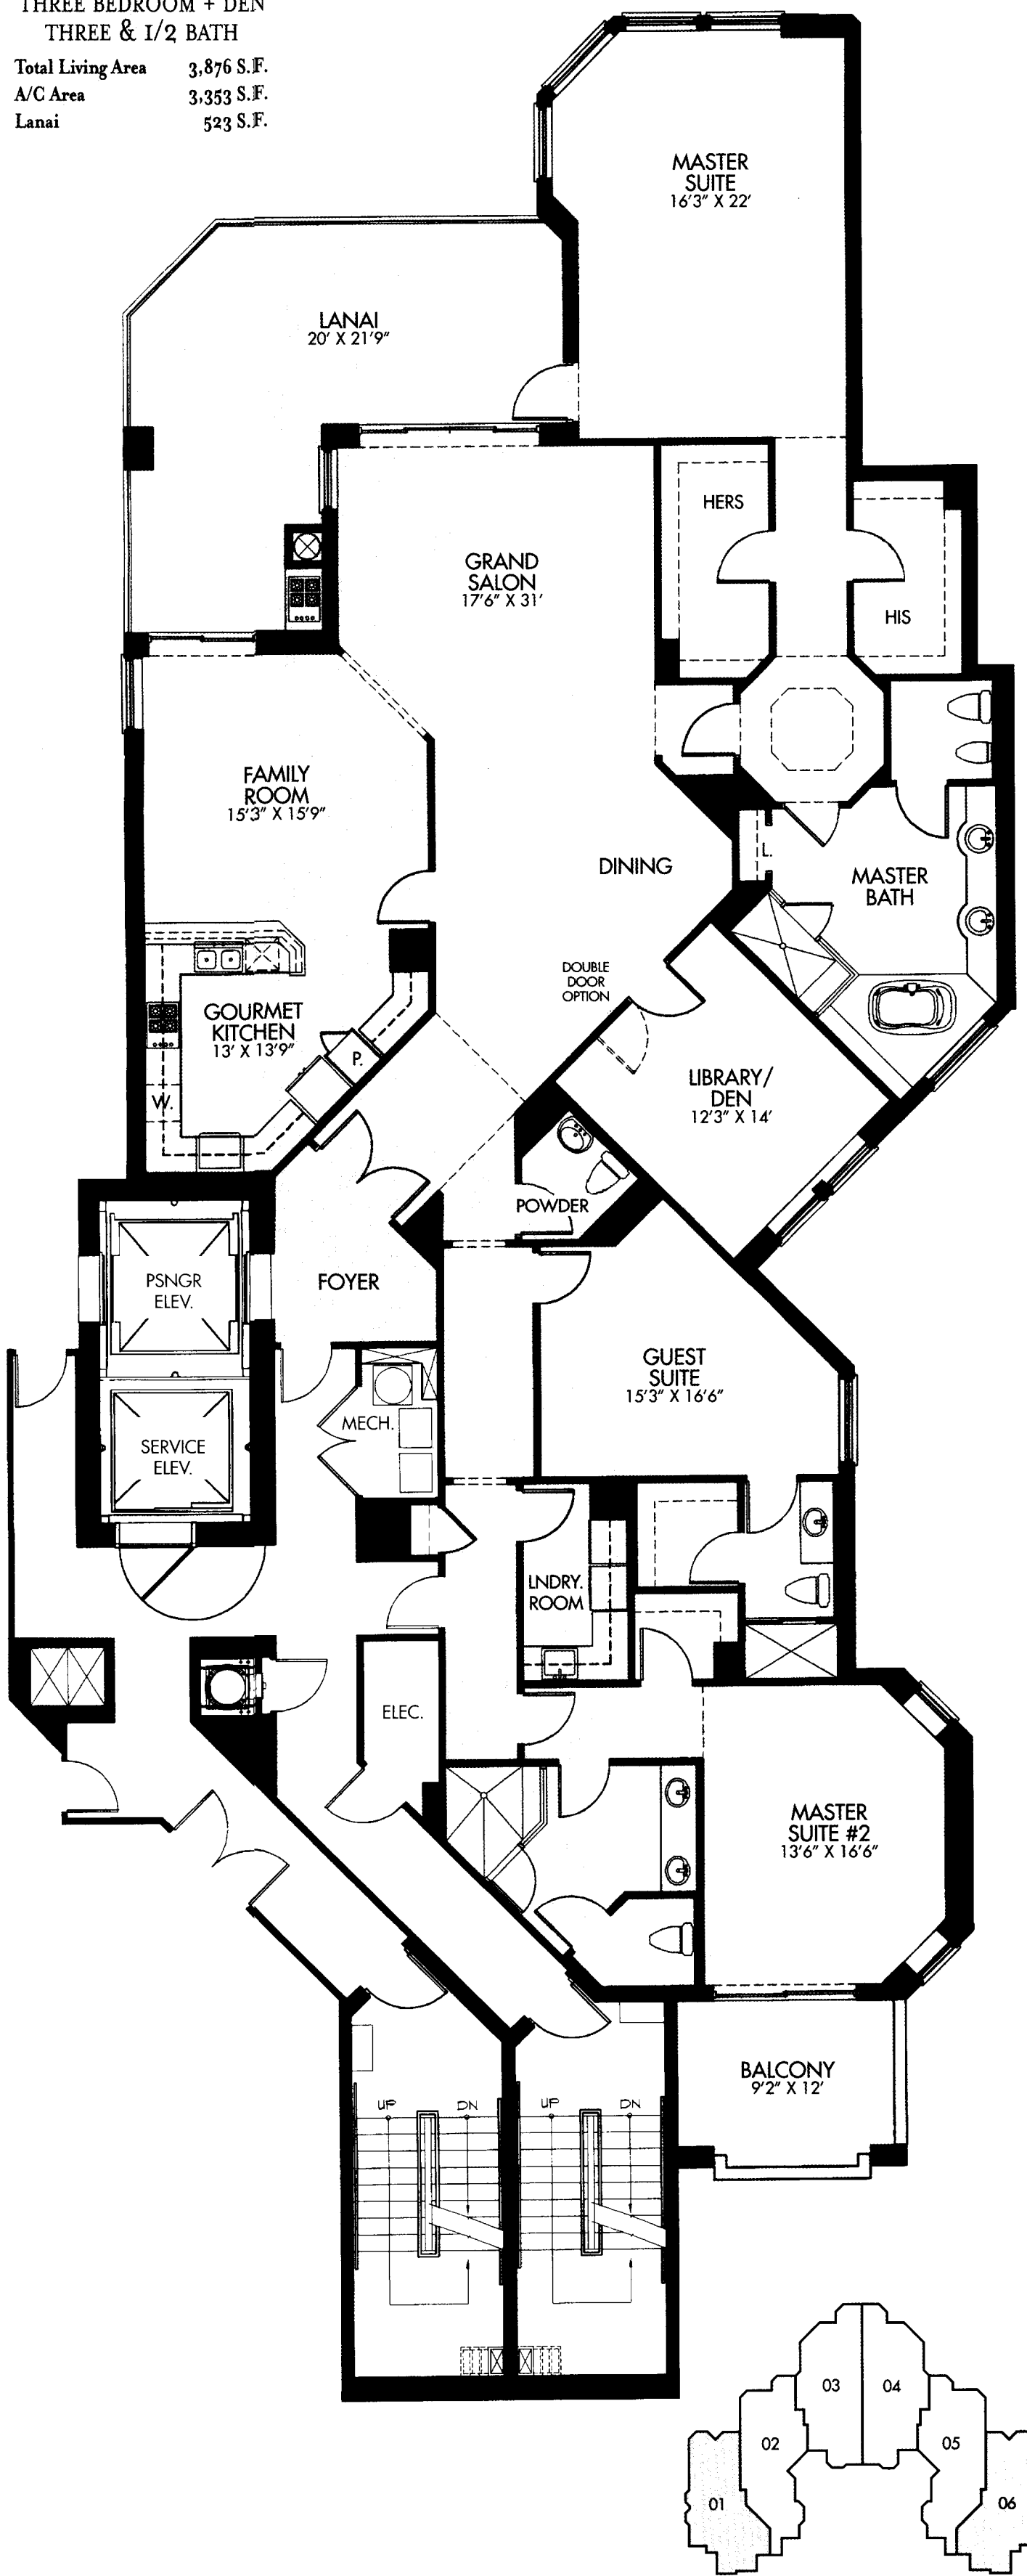 THREE BEDROOM + DEN
THREE & 1/2 BATH
Total Living Area 3,876 S.F.
A/C Area 3,353 S.F.
Lanai 523 S.F.
MASTER
SUITE
16'3" X 22'
LANAI
20' X 21'9"
HERS
HIS
GRAND
SALON
17'6" X 31'
FAMILY
ROOM
15'3" X 15'9"
DINING
L.
MASTER
BATH
DOUBLE
DOOR
OPTION
GOURMET
KITCHEN
13' X 13'9"
P.
W.
LIBRARY/
DEN
12'3" X 14'
POWDER
PSNGR
ELEV.
FOYER
GUEST
SUITE
15'3" X 16'6"
MECH.
SERVICE
ELEV.
LNDRY.
ROOM
ELEC.
MASTER
SUITE #2
13'6" X 16'6"
BALCONY
9'2" X 12'
UP DN UP DN
03 04
02 05
01 06